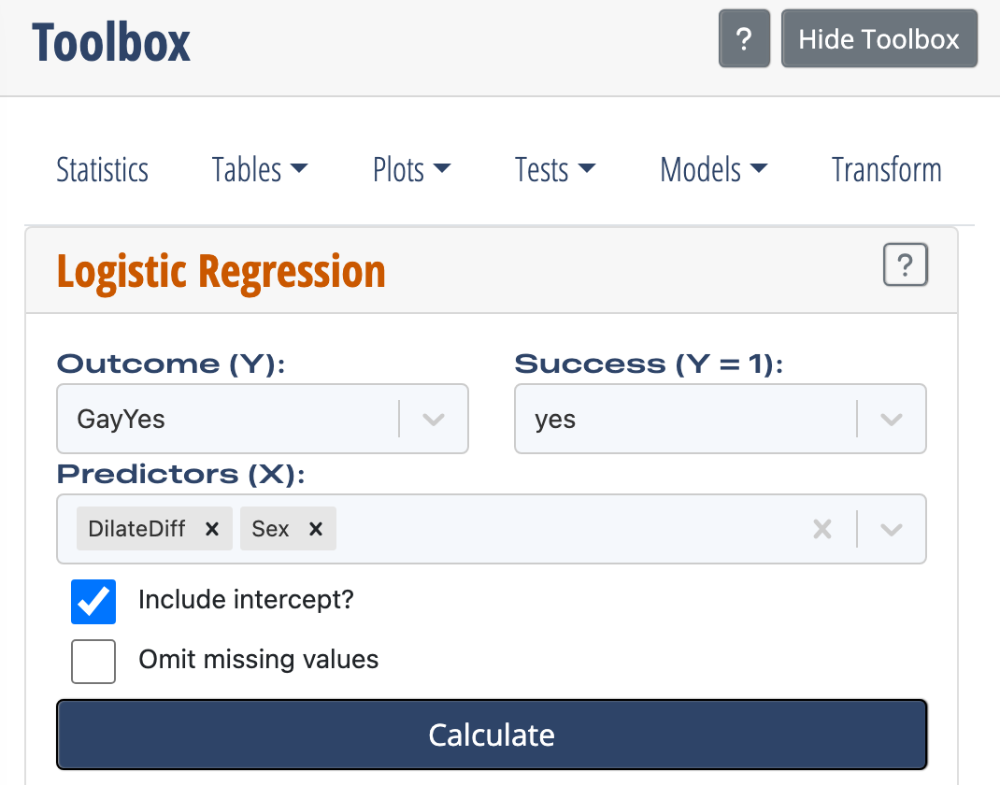 Toolbox ? Hide Toolbox
Statistics Tables Plots Tests Models Transform
Logistic Regression ?
Outcome (Y): Success (Y = 1):
GayYes yes
Predictors (X):
DilateDiff × Sex × ×
Include intercept?
Omit missing values
Calculate